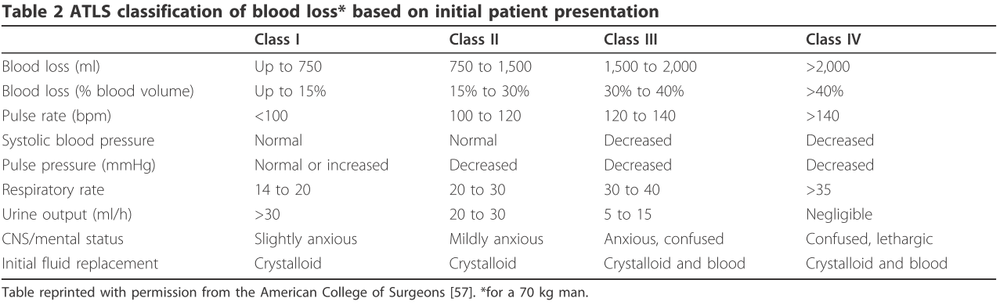 Table 2 ATLS classification of blood loss* based on initial patient presentation
Class I Class II Class III Class IV
Blood loss (ml) Up to 750 750 to 1,500 1,500 to 2,000 >2,000
Blood loss (% blood volume) Up to 15% 15% to 30% 30% to 40% >40%
Pulse rate (bpm) <100 100 to 120 120 to 140 >140
Systolic blood pressure Normal Normal Decreased Decreased
Pulse pressure (mmHg) Normal or increased Decreased Decreased Decreased
Respiratory rate 14 to 20 20 to 30 30 to 40 >35
Urine output (ml/h) >30 20 to 30 5 to 15 Negligible
CNS/mental status Slightly anxious Mildly anxious Anxious, confused Confused, lethargic
Initial fluid replacement Crystalloid Crystalloid Crystalloid and blood Crystalloid and blood
Table reprinted with permission from the American College of Surgeons [57]. *for a 70 kg man.